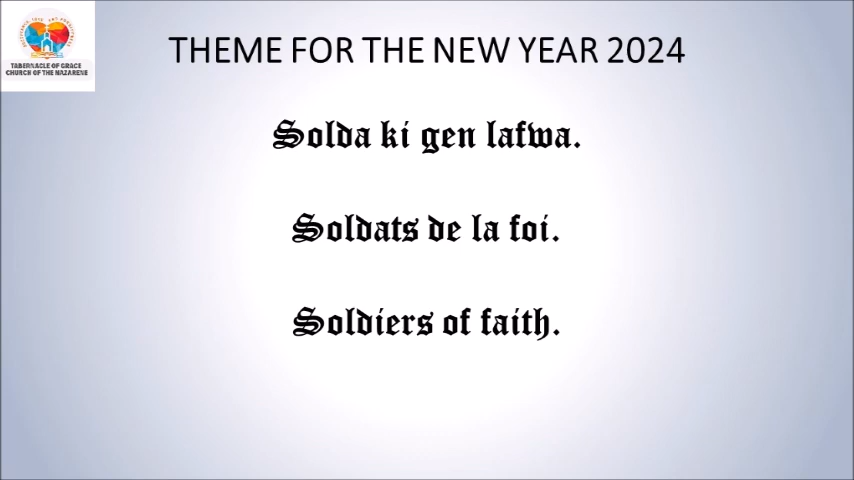 TABERNACLE OF GRACE
CHURCH OF THE NAZARENE
THEME FOR THE NEW YEAR 2024
Solda ki gen lafwa.
Soldats de la foi.
Soldiers of faith.